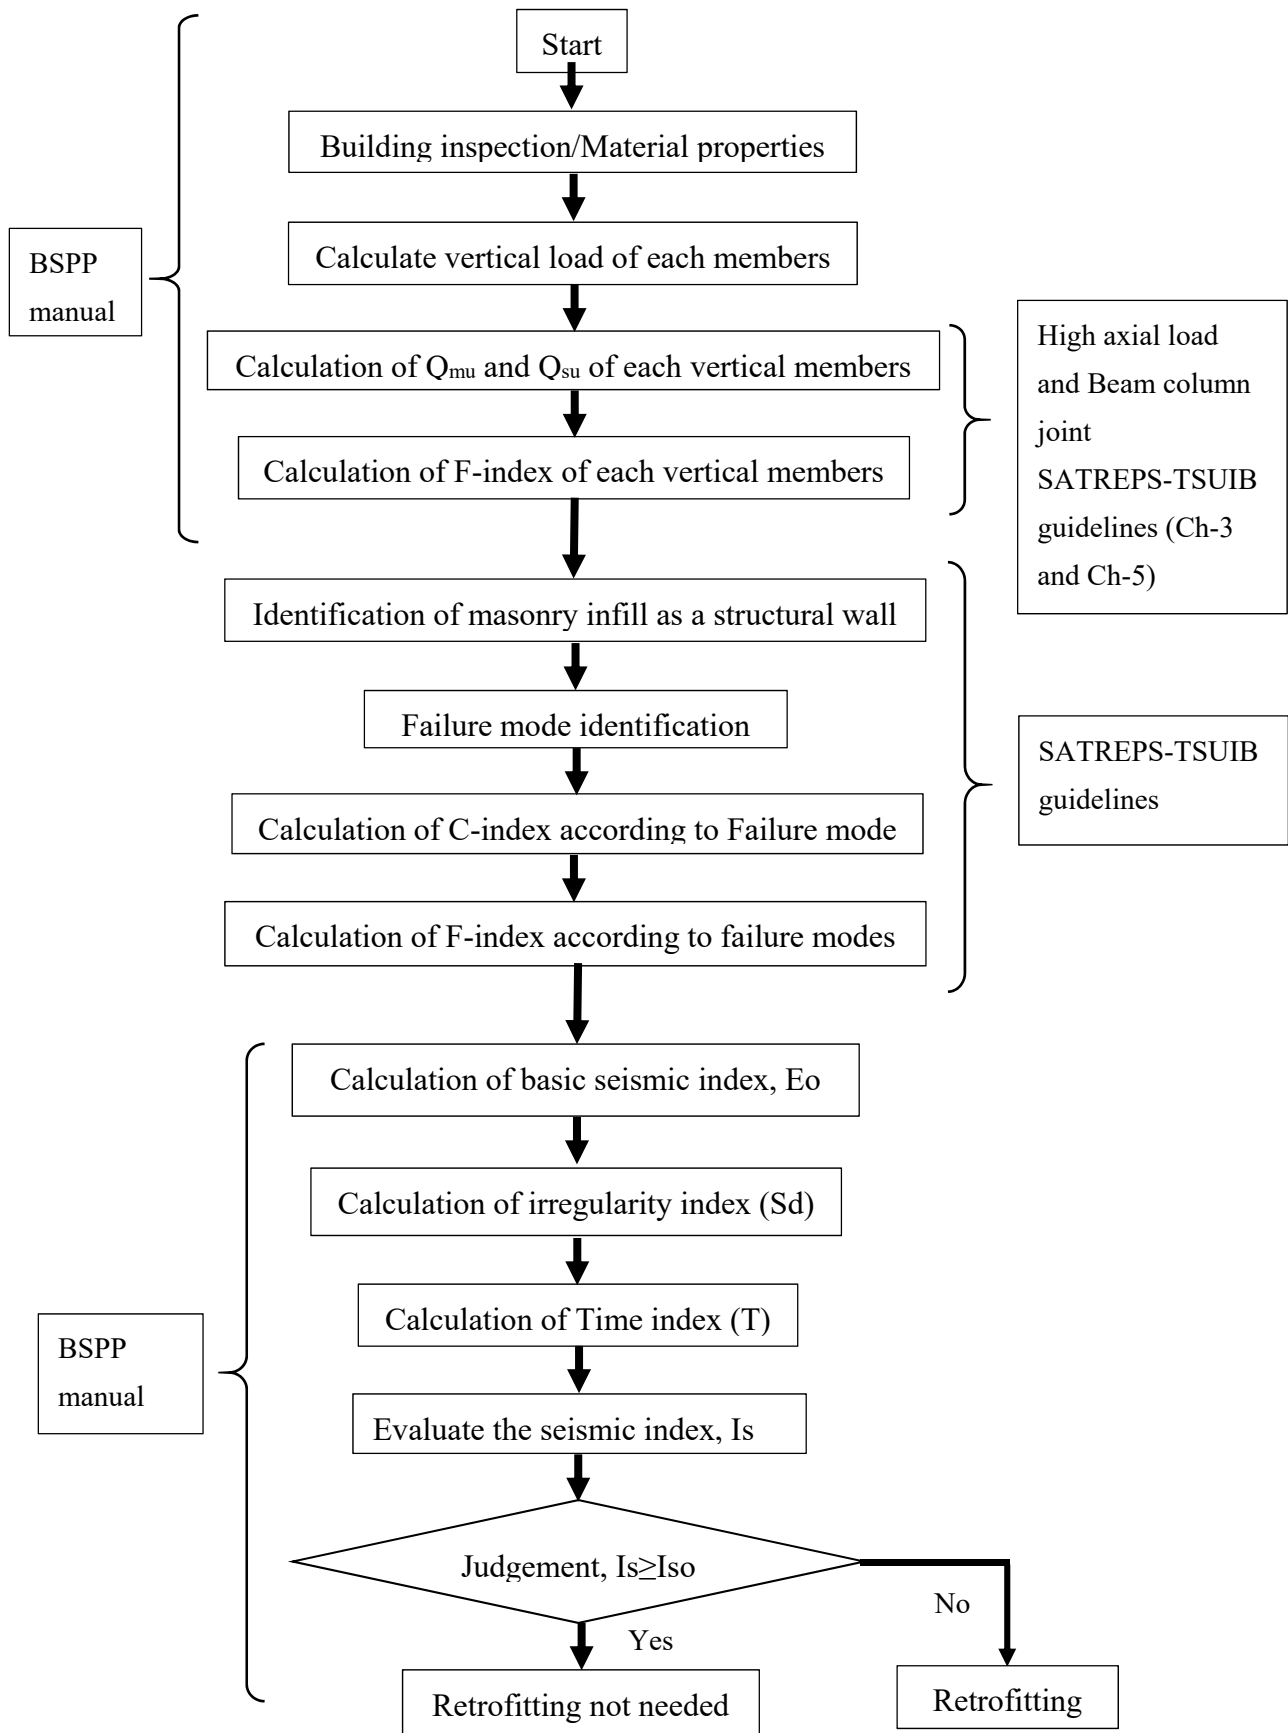 Start
Building inspection/Material properties
Calculate vertical load of each members
BSPP
manual
Calculation of Qmu and Qsu of each vertical members
Calculation of F-index of each vertical members
High axial load
and Beam column
joint
SATREPS-TSUIB
guidelines (Ch-3
and Ch-5)
Identification of masonry infill as a structural wall
Failure mode identification
Calculation of C-index according to Failure mode
Calculation of F-index according to failure modes
SATREPS-TSUIB
guidelines
Calculation of basic seismic index, Eo
Calculation of irregularity index (Sd)
Calculation of Time index (T)
BSPP
manual
Evaluate the seismic index, Is
Judgement, Is≥Iso
No
Yes
Retrofitting not needed
Retrofitting